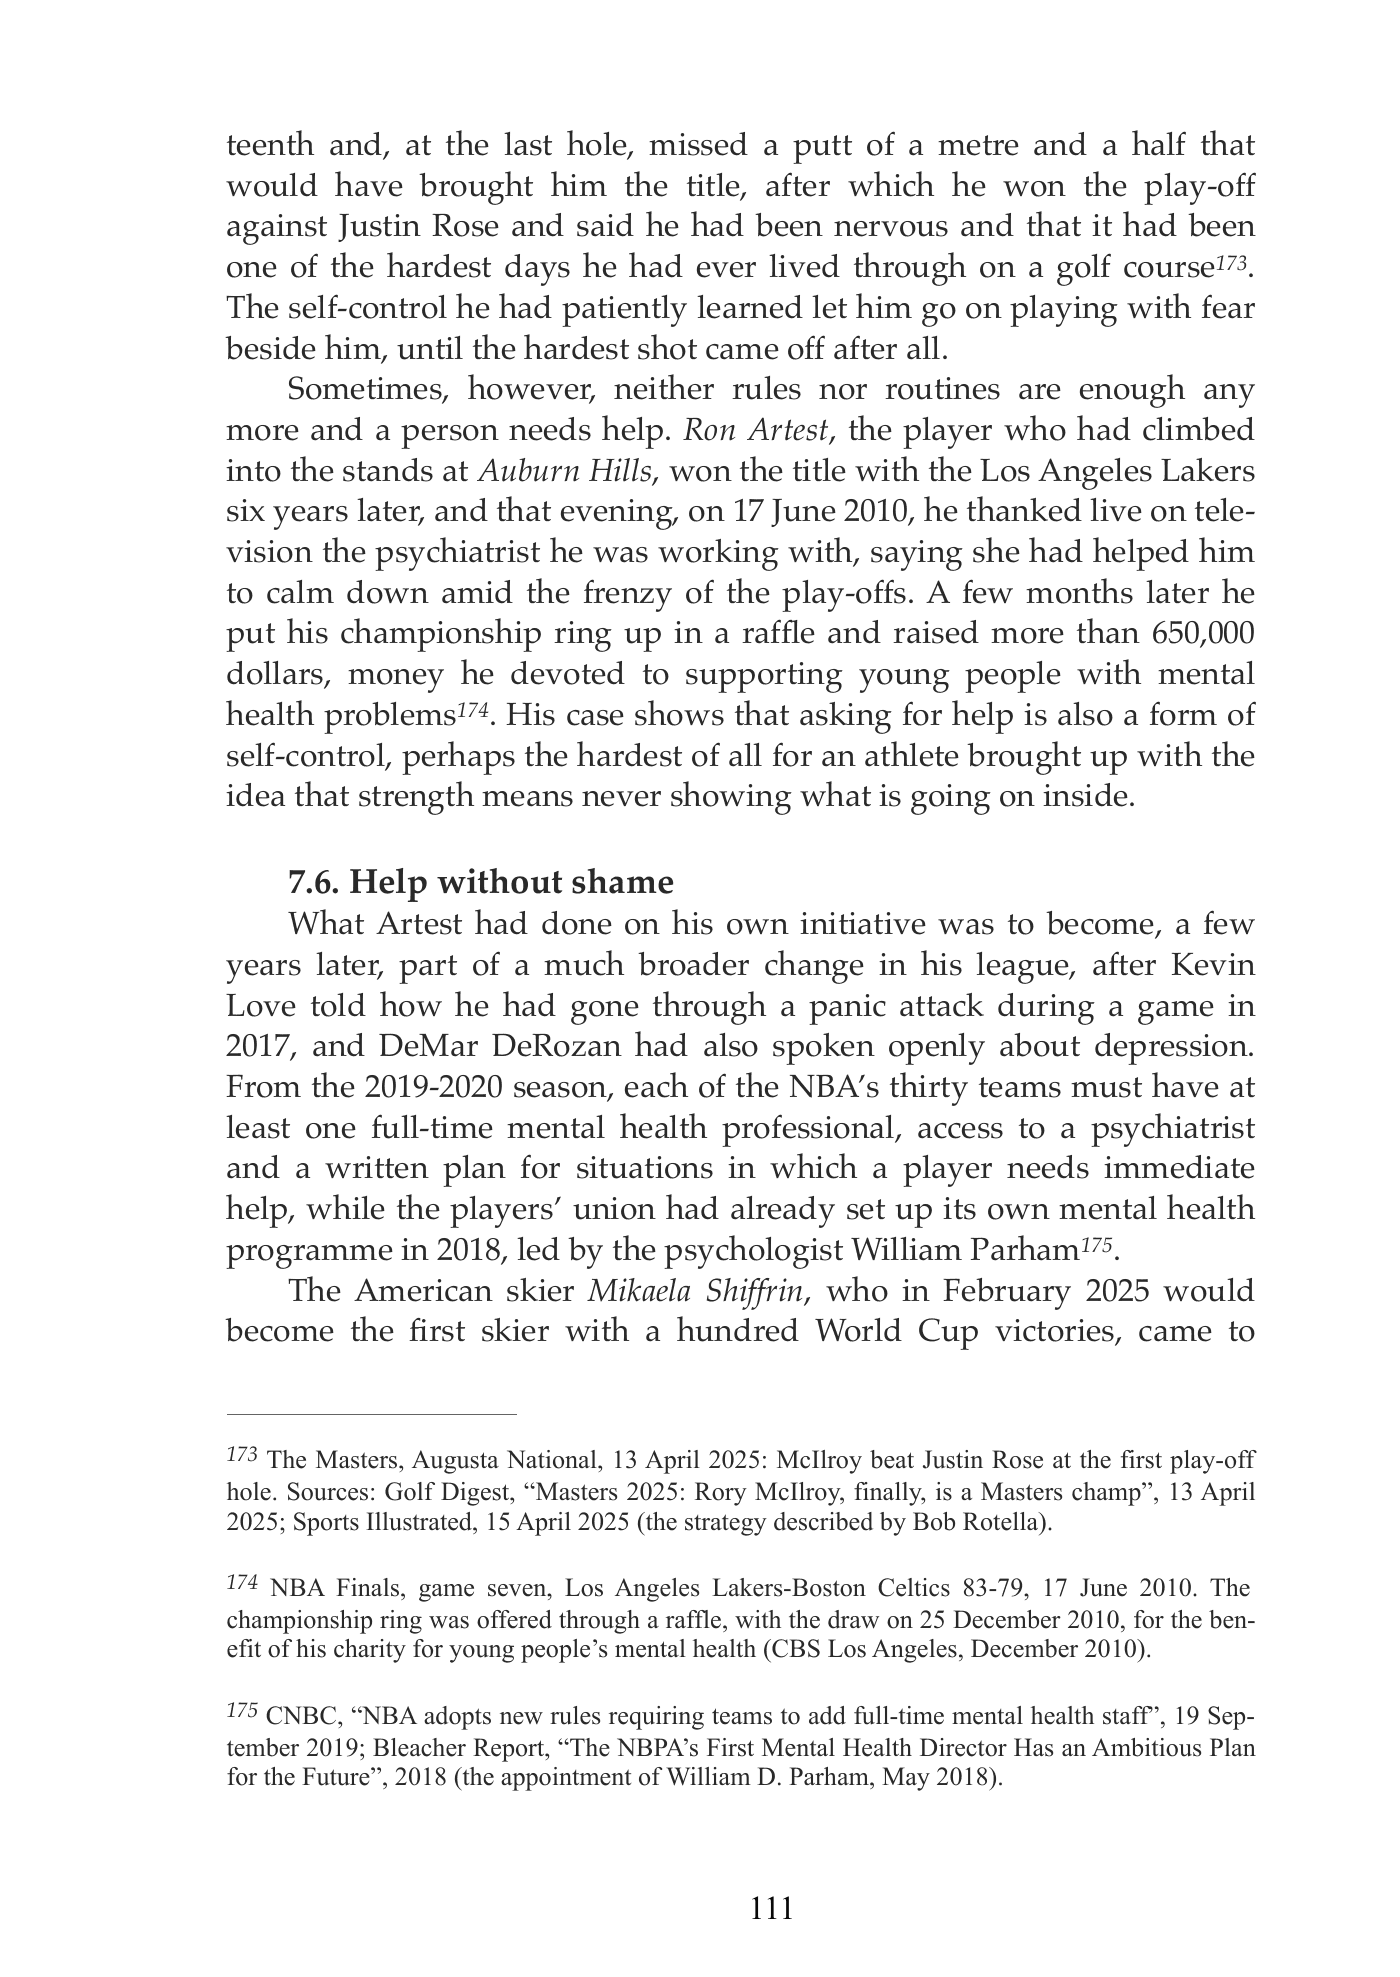 teenth and, at the last hole, missed a putt of a metre and a half that
would have brought him the title, after which he won the play-off
against Justin Rose and said he had been nervous and that it had been
one of the hardest days he had ever lived through on a golf course173.
The self-control he had patiently learned let him go on playing with fear
beside him, until the hardest shot came off after all.
Sometimes, however, neither rules nor routines are enough any
more and a person needs help. Ron Artest, the player who had climbed
into the stands at Auburn Hills, won the title with the Los Angeles Lakers
six years later, and that evening, on 17 June 2010, he thanked live on tele-
vision the psychiatrist he was working with, saying she had helped him
to calm down amid the frenzy of the play-offs. A few months later he
put his championship ring up in a raffle and raised more than 650,000
dollars, money he devoted to supporting young people with mental
health problems174. His case shows that asking for help is also a form of
self-control, perhaps the hardest of all for an athlete brought up with the
idea that strength means never showing what is going on inside.
7.6. Help without shame
What Artest had done on his own initiative was to become, a few
years later, part of a much broader change in his league, after Kevin
Love told how he had gone through a panic attack during a game in
2017, and DeMar DeRozan had also spoken openly about depression.
From the 2019-2020 season, each of the NBA’s thirty teams must have at
least one full-time mental health professional, access to a psychiatrist
and a written plan for situations in which a player needs immediate
help, while the players’ union had already set up its own mental health
programme in 2018, led by the psychologist William Parham175.
The American skier Mikaela Shiffrin, who in February 2025 would
become the first skier with a hundred World Cup victories, came to
173 The Masters, Augusta National, 13 April 2025: McIlroy beat Justin Rose at the first play-off
hole. Sources: Golf Digest, “Masters 2025: Rory McIlroy, finally, is a Masters champ”, 13 April
2025; Sports Illustrated, 15 April 2025 (the strategy described by Bob Rotella).
174 NBA Finals, game seven, Los Angeles Lakers-Boston Celtics 83-79, 17 June 2010. The
championship ring was offered through a raffle, with the draw on 25 December 2010, for the ben-
efit of his charity for young people’s mental health (CBS Los Angeles, December 2010).
175 CNBC, “NBA adopts new rules requiring teams to add full-time mental health staff”, 19 Sep-
tember 2019; Bleacher Report, “The NBPA’s First Mental Health Director Has an Ambitious Plan
for the Future”, 2018 (the appointment of William D. Parham, May 2018).
111